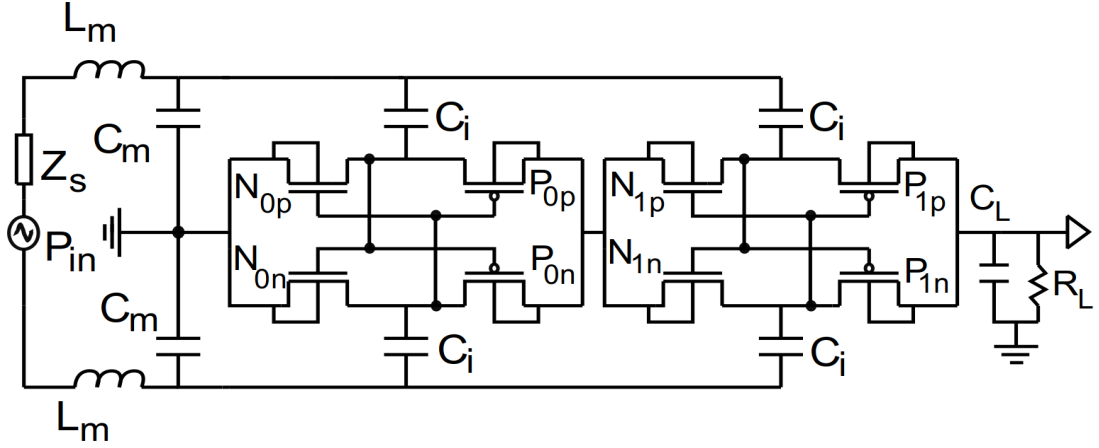 Lm
Cm
Ci
Ci
Zs
N0p
P0p
N1p
P1p
CL
Pin
N0n
P0n
N1n
P1n
RL
Cm
Ci
Ci
Lm